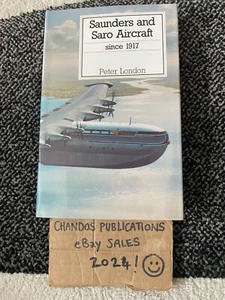 Saunders and
Saro Aircraft
since 1917
Peter London
CHANDOS PUBLICATIONS
eBay SALES
2024!